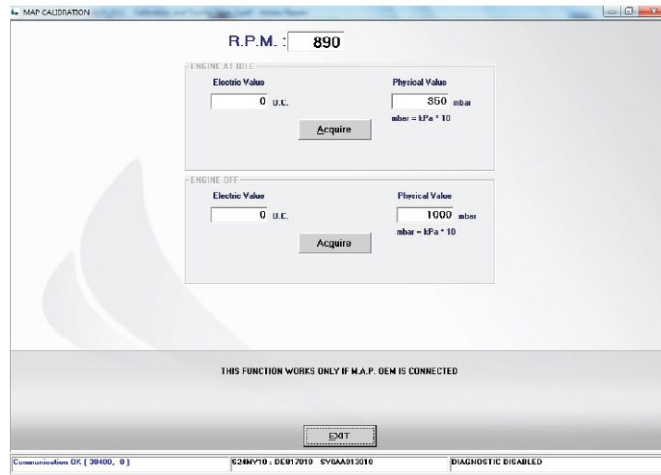 MAP CALIBRATION
R.P.M. : 890
ENGINE AT IDLE
Electric Value Physical Value
0 U.C. 350 mbar
mbar = kPa * 10
Acquire
ENGINE OFF
Electric Value Physical Value
0 U.C. 1000 mbar
mbar = kPa * 10
Acquire
THIS FUNCTION WORKS ONLY IF M.A.P. OEM IS CONNECTED
EXIT
Communication OK ( 38400, 0 ) DIAGNOSTIC DISABLED